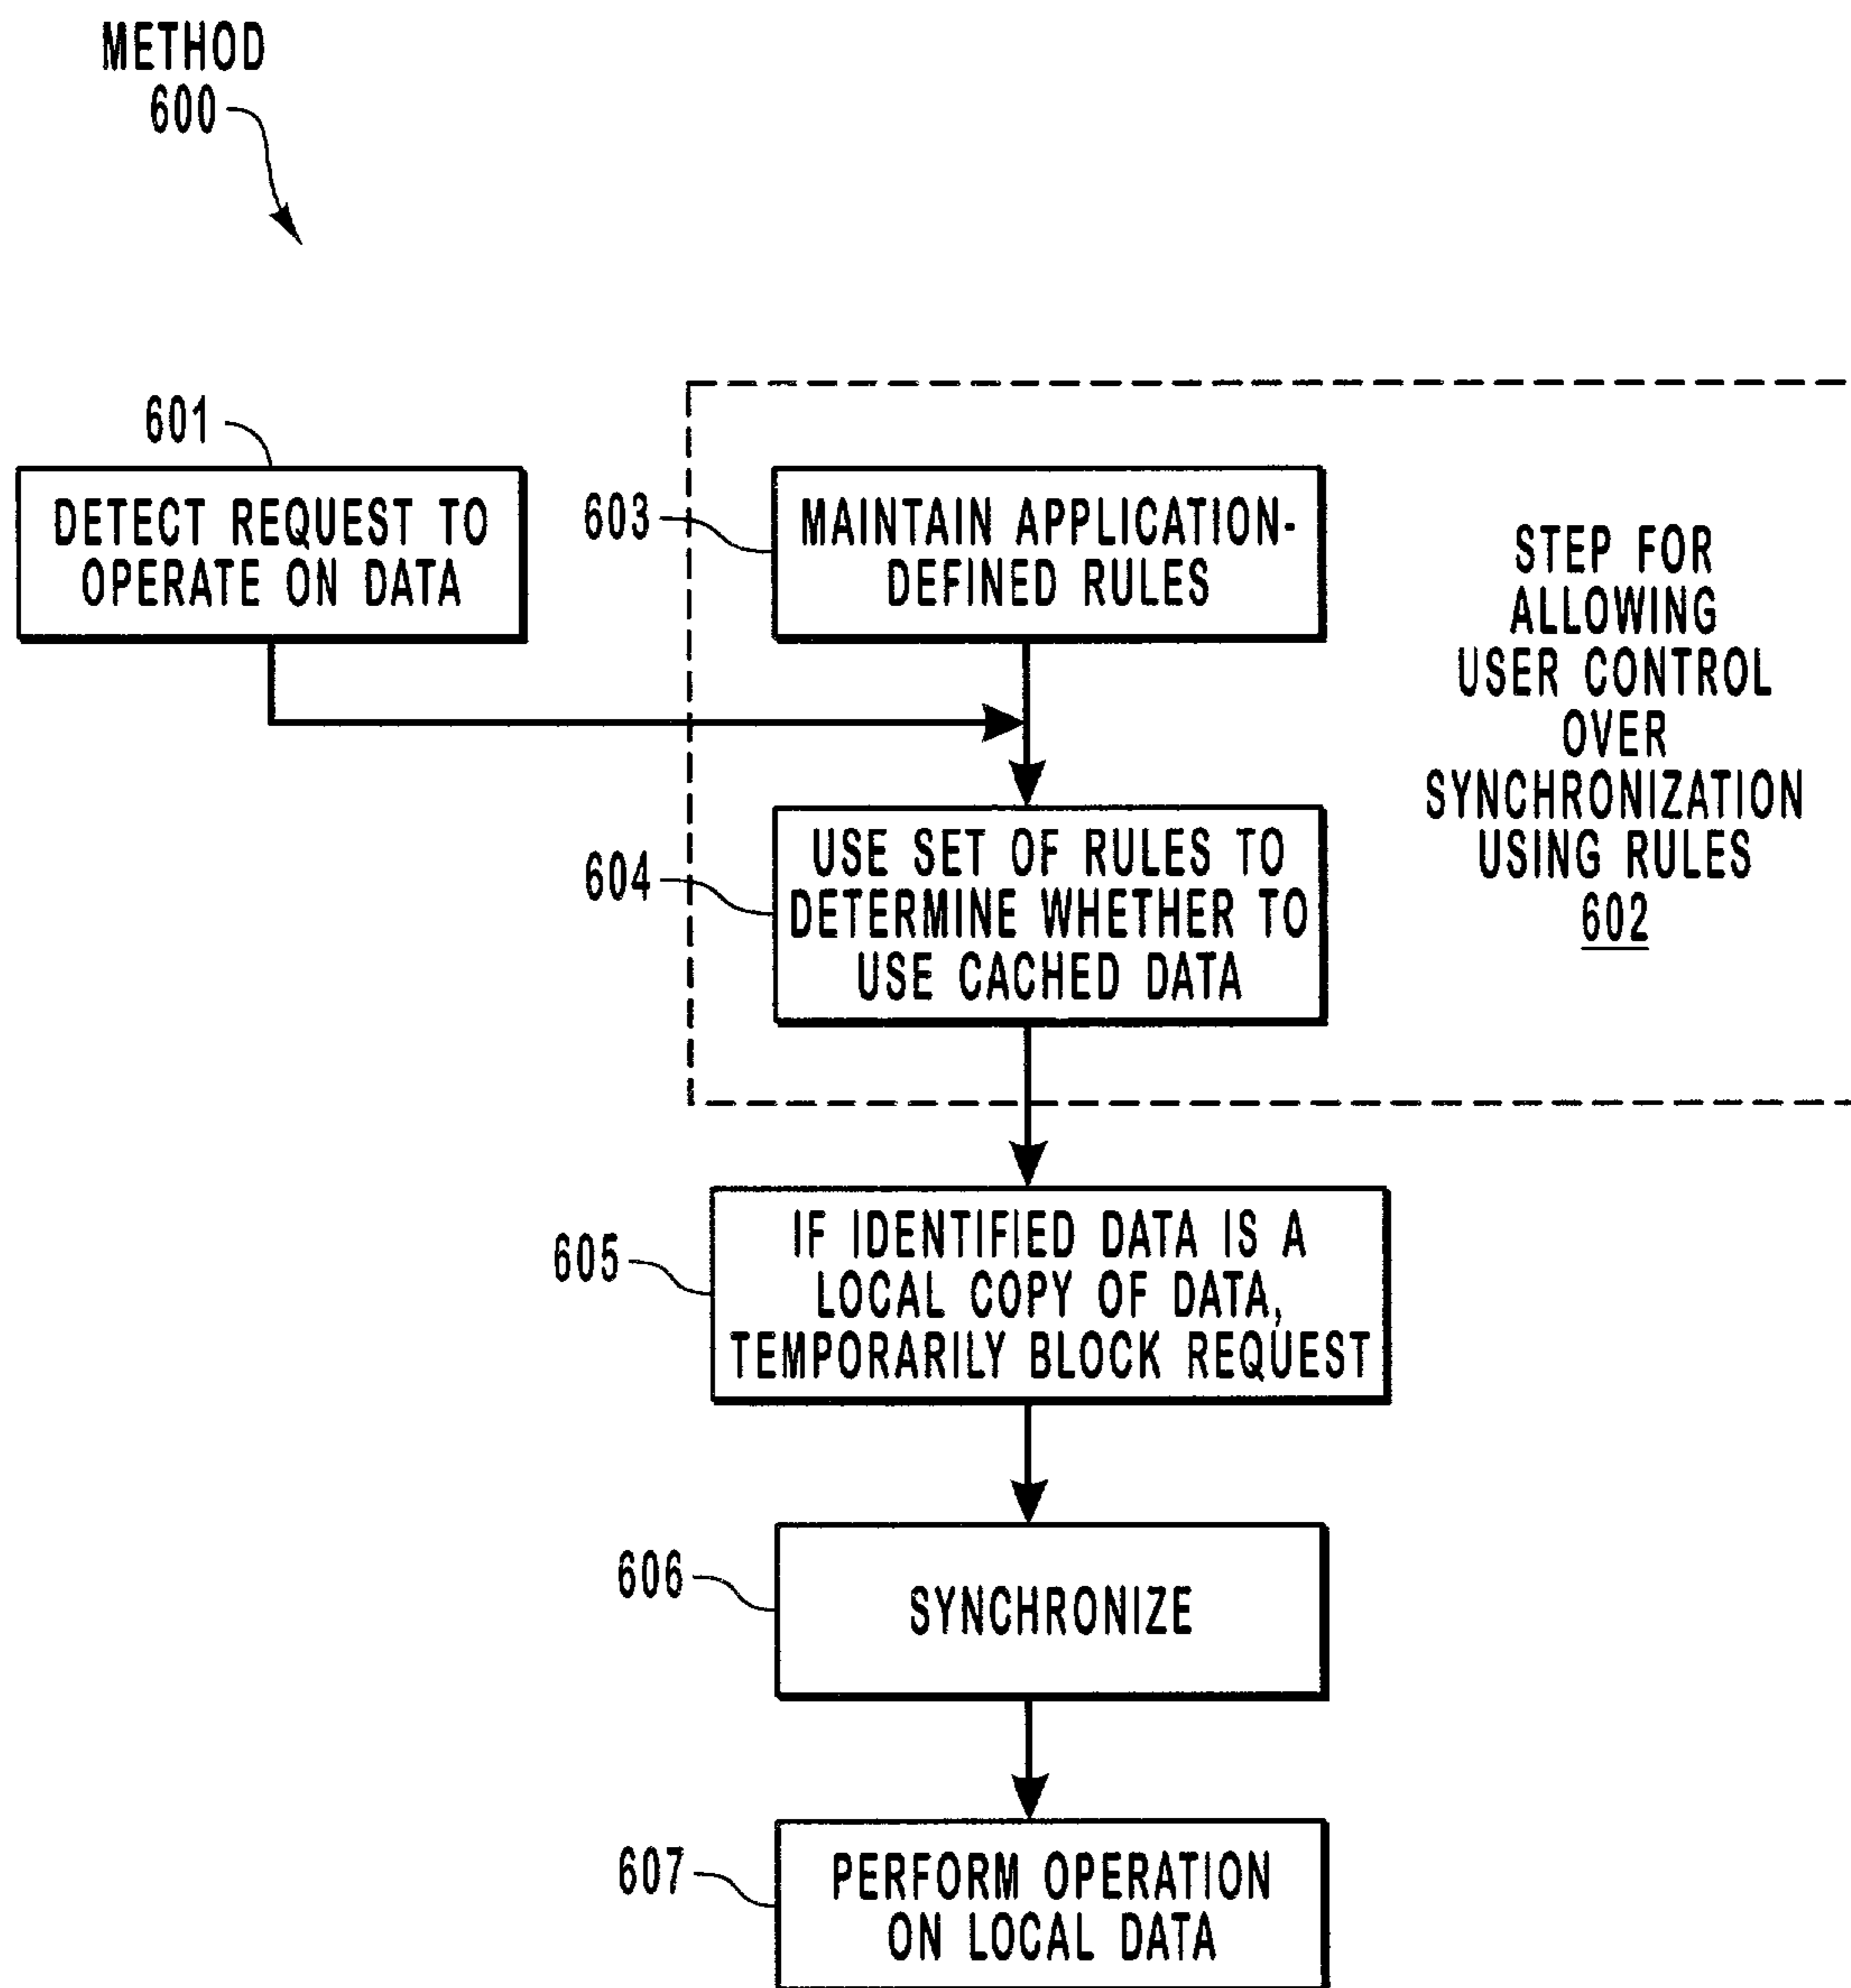 METHOD
600
601
DETECT REQUEST TO
OPERATE ON DATA
603
MAINTAIN APPLICATION-
DEFINED RULES
STEP FOR
ALLOWING
USER CONTROL
OVER
SYNCHRONIZATION
USING RULES
602
604
USE SET OF RULES TO
DETERMINE WHETHER TO
USE CACHED DATA
605
IF IDENTIFIED DATA IS A
LOCAL COPY OF DATA,
TEMPORARILY BLOCK REQUEST
606
SYNCHRONIZE
607
PERFORM OPERATION
ON LOCAL DATA